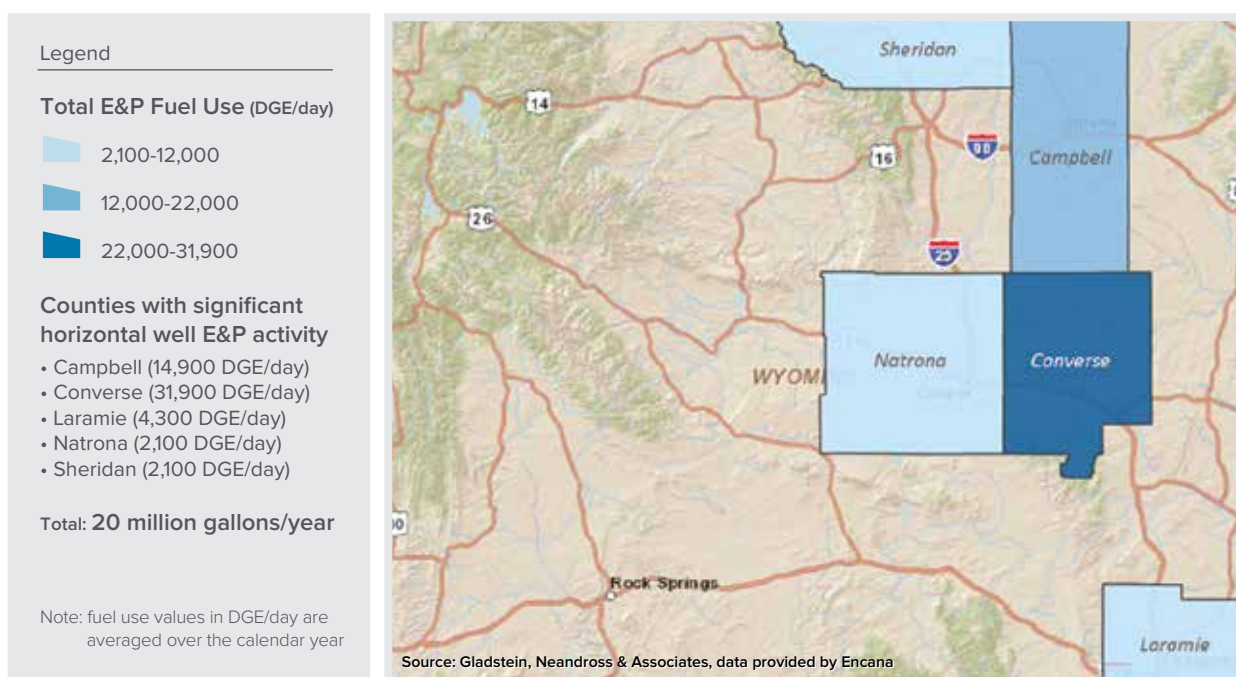 Legend
Total E&P Fuel Use (DGE/day)
2,100-12,000
12,000-22,000
22,000-31,900
Counties with significant
horizontal well E&P activity
• Campbell (14,900 DGE/day)
• Converse (31,900 DGE/day)
• Laramie (4,300 DGE/day)
• Natrona (2,100 DGE/day)
• Sheridan (2,100 DGE/day)
Total: 20 million gallons/year
Note: fuel use values in DGE/day are
averaged over the calendar year
Sheridan
14
16
90
Campbell
26
25
Natrona
Converse
WYOMI
Rock Springs
Laramie
Source: Gladstein, Neandross & Associates, data provided by Encana